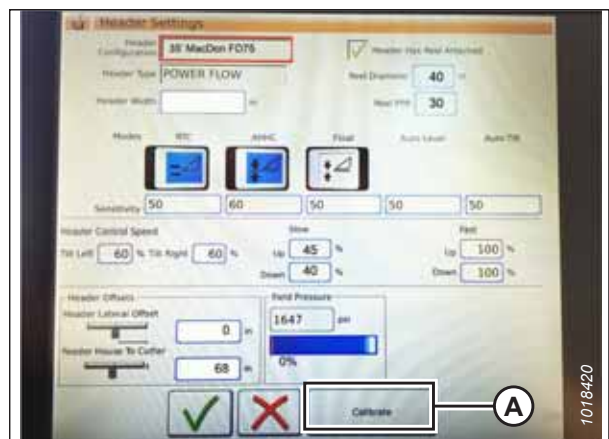 Header Settings
Header Configuration 35' MacDon FD75 Header Has Reel Attached
Header Type POWER FLOW Reel Diameter 40 in
Header Width in Reel PPR 30
Modes RTC AHHC Float Auto Level Auto Tilt
Sensitivity 50 60 50 50 50
Header Control Speed Slow Fast
Tilt Left 60 % Tilt Right 60 % Up 45 % Up 100 %
Down 40 % Down 100 %
Header Offsets Field Pressure
Header Lateral Offset 0 in 1647 psi
Feeder House To Cutter 68 in 0%
Calibrate A
1018420